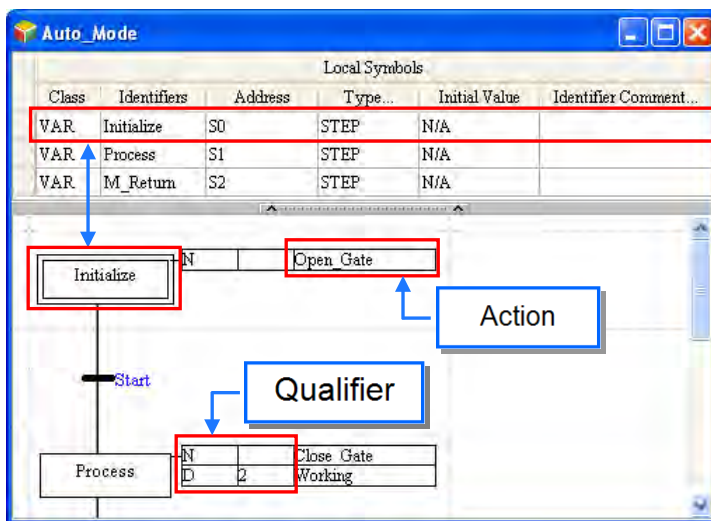 Auto_Mode
Local Symbols
Class Identifiers Address Type... Initial Value Identifier Comment...
VAR Initialize S0 STEP N/A
VAR Process S1 STEP N/A
VAR M_Return S2 STEP N/A
N Open_Gate
Initialize
Action
Start
Qualifier
N Close_Gate
Process
D 2 Working